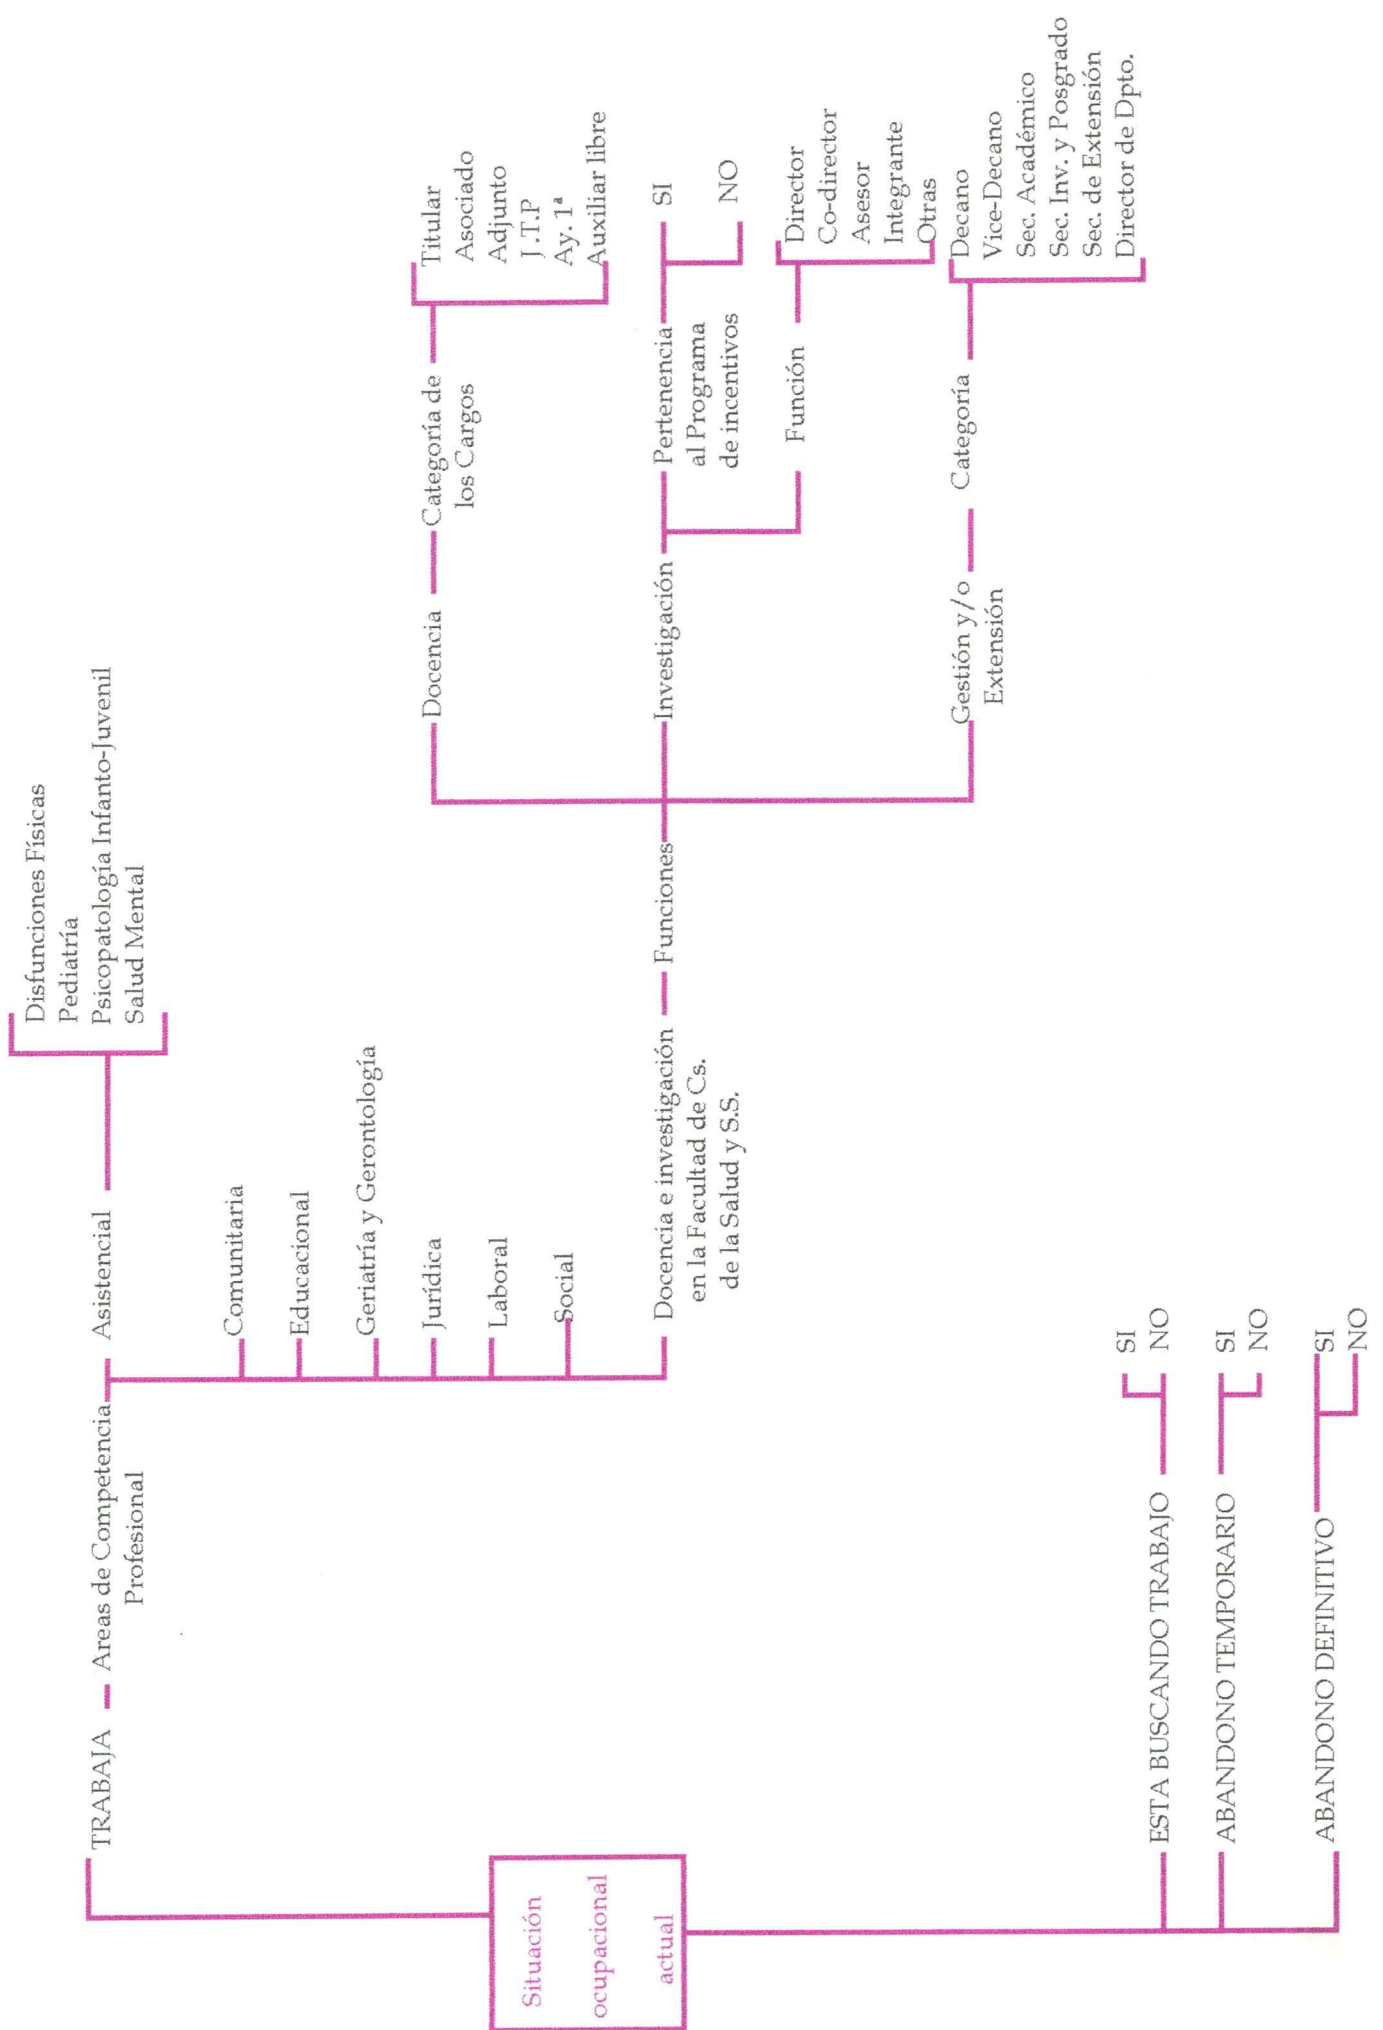 Situación
ocupacional
actual
TRABAJA
Areas de Competencia
Profesional
Asistencial
Disfunciones Físicas
Pediatría
Psicopatología Infanto-Juvenil
Salud Mental
Comunitaria
Educacional
Geriatría y Gerontología
Jurídica
Laboral
Social
Docencia e investigación
en la Facultad de Cs.
de la Salud y S.S.
Funciones
Docencia
Categoría de
los Cargos
Titular
Asociado
Adjunto
J.T.P
Ay. 1ª
Auxiliar libre
Investigación
Pertenencia
al Programa
de incentivos
SI
NO
Función
Director
Co-director
Asesor
Integrante
Otras
Gestión y/o
Extensión
Categoría
Decano
Vice-Decano
Sec. Académico
Sec. Inv. y Posgrado
Sec. de Extensión
Director de Dpto.
ESTA BUSCANDO TRABAJO
SI
NO
ABANDONO TEMPORARIO
SI
NO
ABANDONO DEFINITIVO
SI
NO